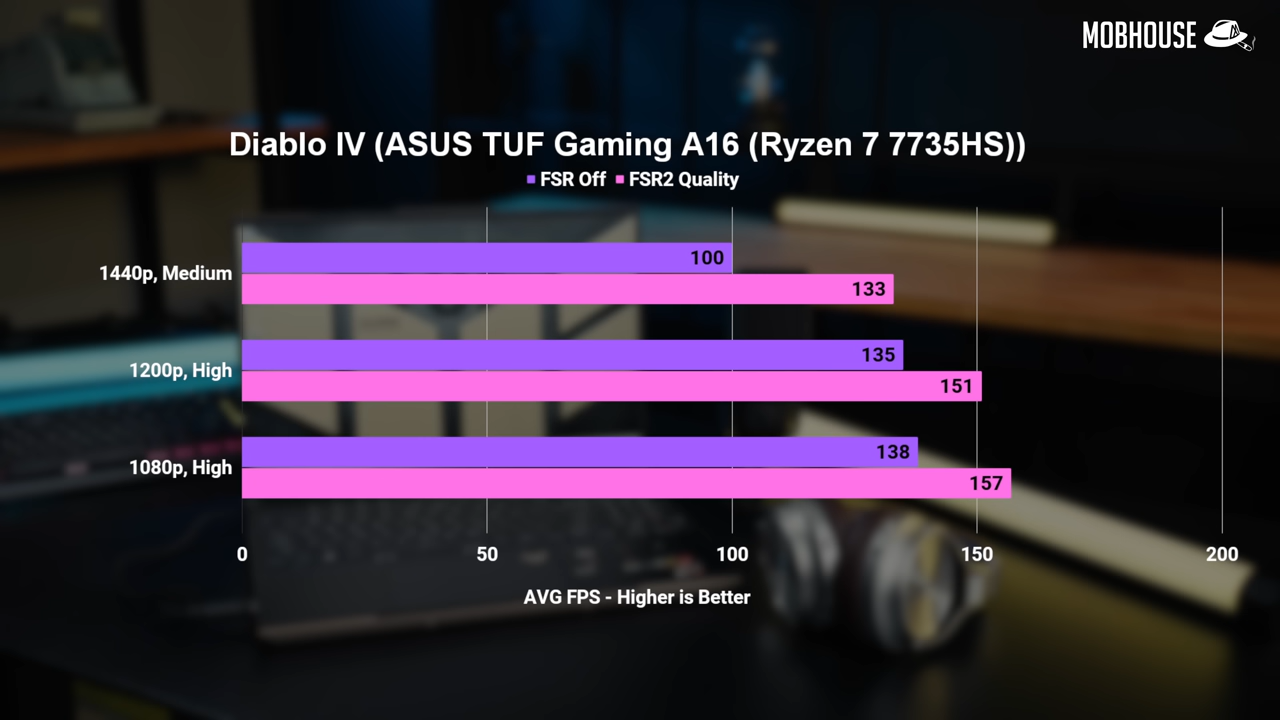 MOBHOUSE
Diablo IV (ASUS TUF Gaming A16 (Ryzen 7 7735HS))
FSR Off FSR2 Quality
1440p, Medium
100
133
1200p, High
135
151
1080p, High
138
157
0 50 100 150 200
AVG FPS - Higher is Better